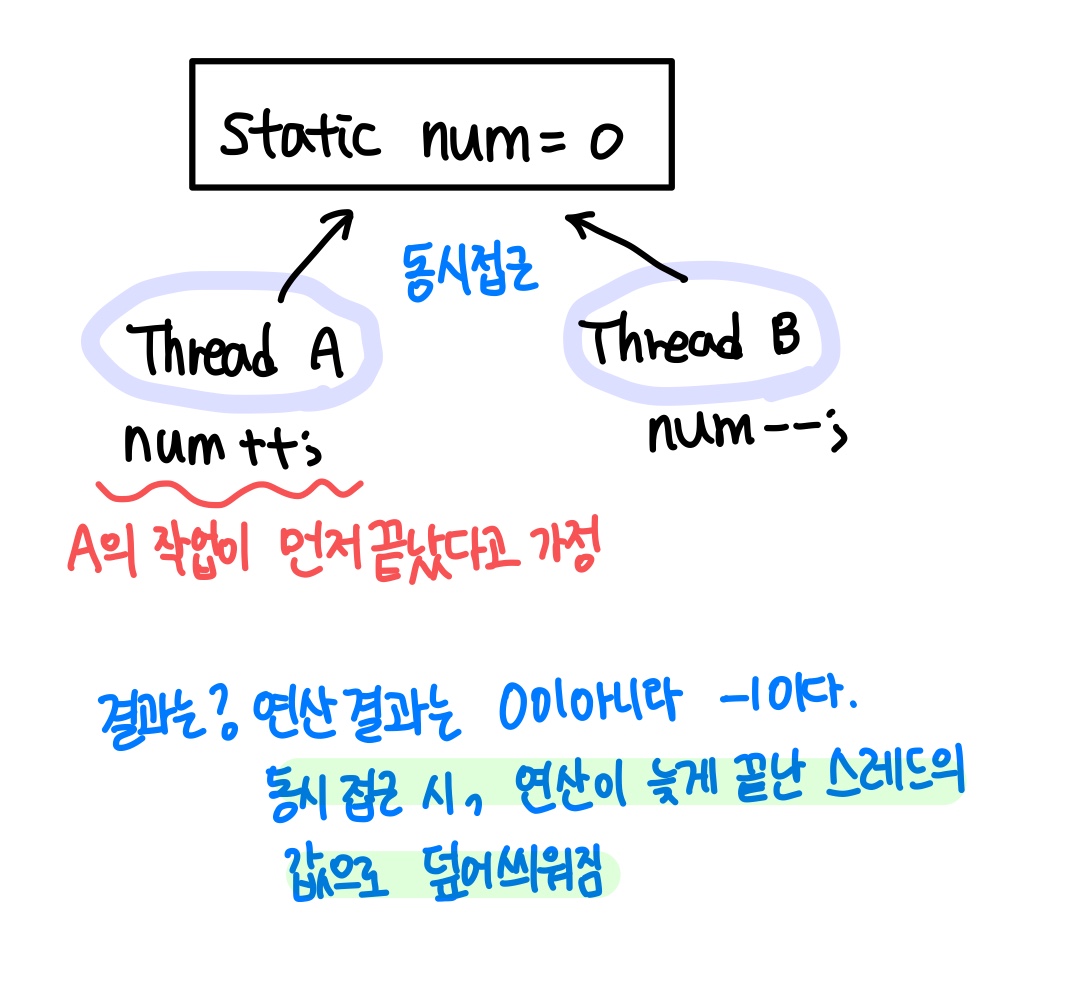 Static num = 0
동시접근
Thread A
Thread B
num ++;
num --;
A의 작업이 먼저 끝났다고 가정
결과는? 연산결과는 0이아니라 -1이다.
동시 접근 시, 연산이 늦게 끝난 스레드의
값으로 덮어씌워짐